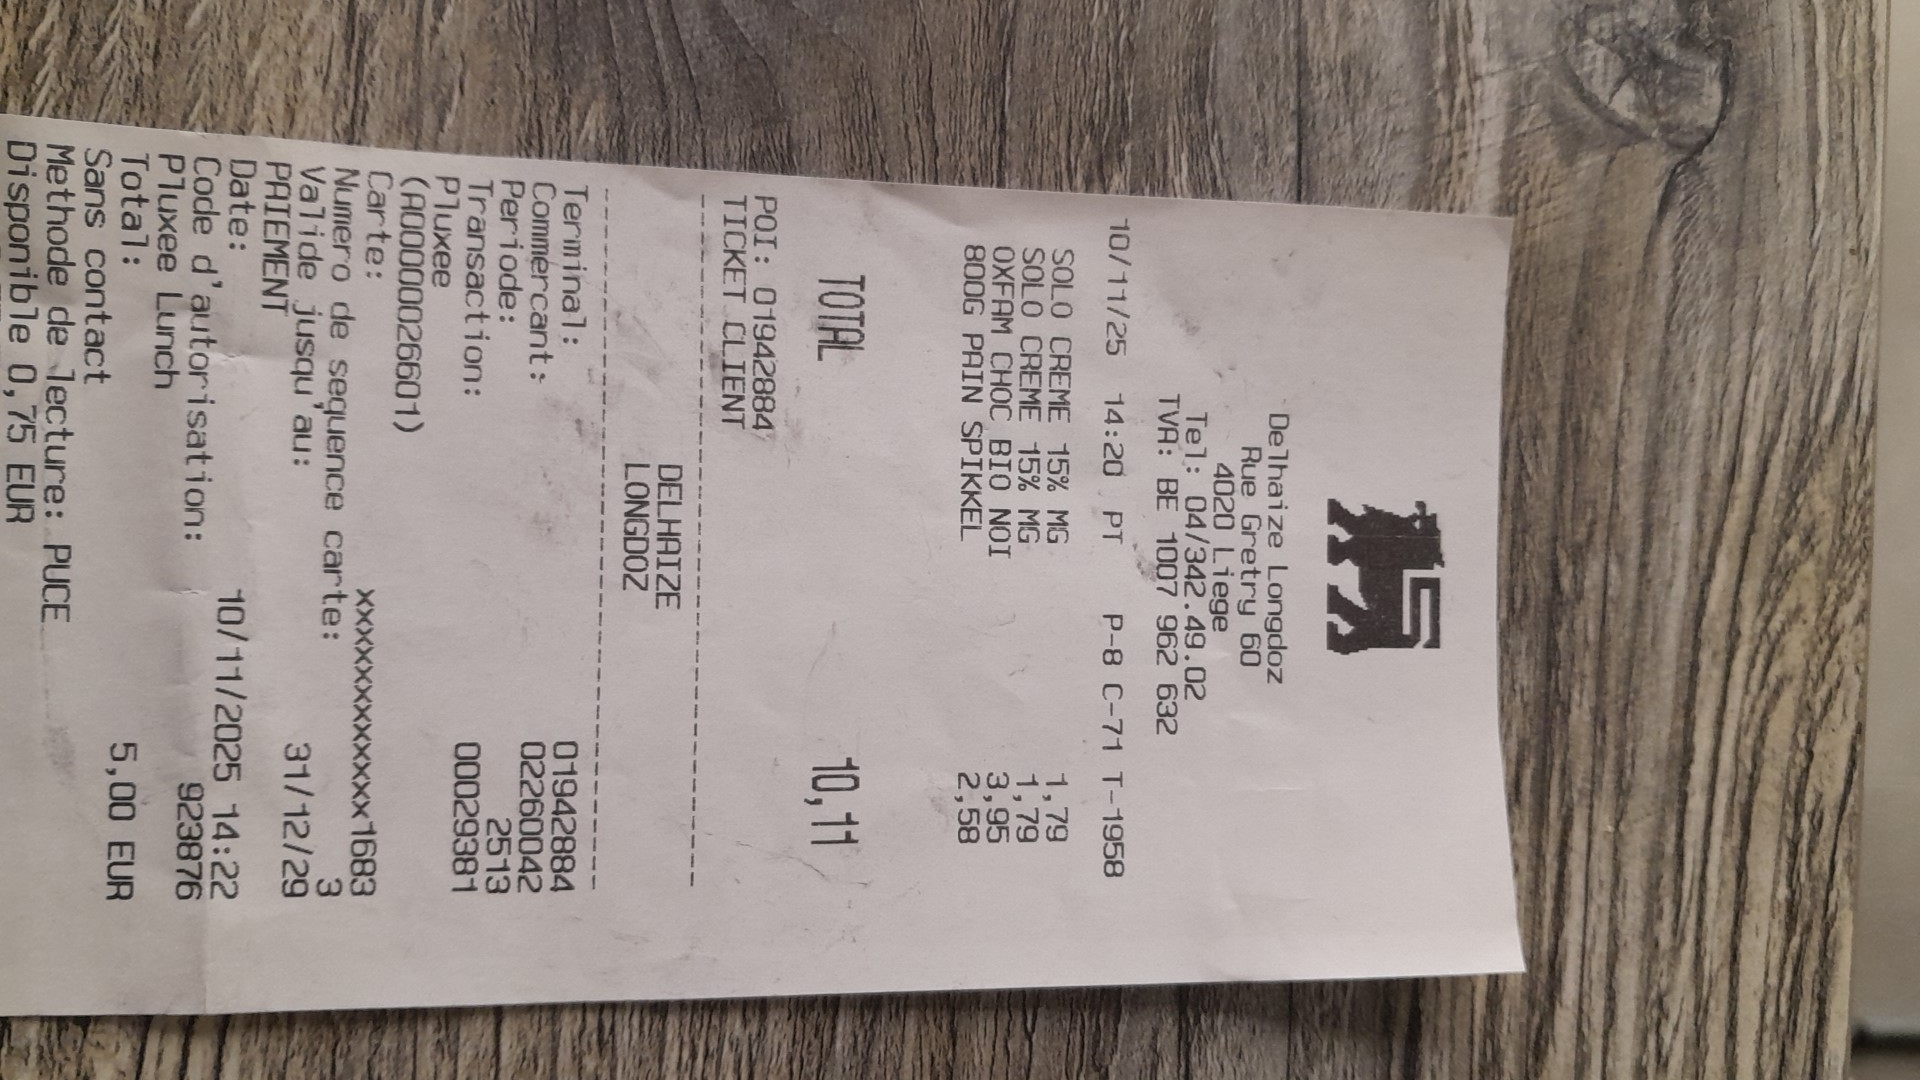 Delhaize Longdoz
Rue Gretry 60
4020 Liege
Tel: 04/342.49.02
TVA: BE 1007 962 632
10/11/25 14:20 PT P-8 C-71 T-1958
SOLO CREME 15% MG 1,79
SOLO CREME 15% MG 1,79
OXFAM CHOC BIO NOI 3,95
800G PAIN SPIKKEL 2,58
TOTAL 10,11
POI: 01942884
TICKET CLIENT
DELHAIZE
LONGDOZ
Terminal: 01942884
Commercant: 02260042
Periode: 2513
Transaction: 00029381
Pluxee
(A0000026601)
Carte: xxxxxxxxxxxxx1683
Numero de sequence carte: 3
Valide jusqu'au: 31/12/29
PAIEMENT
Date: 10/11/2025 14:22
Code d'autorisation: 923876
Pluxee Lunch
Total: 5,00 EUR
Sans contact
Methode de lecture: PUCE
Disponible 0,75 EUR